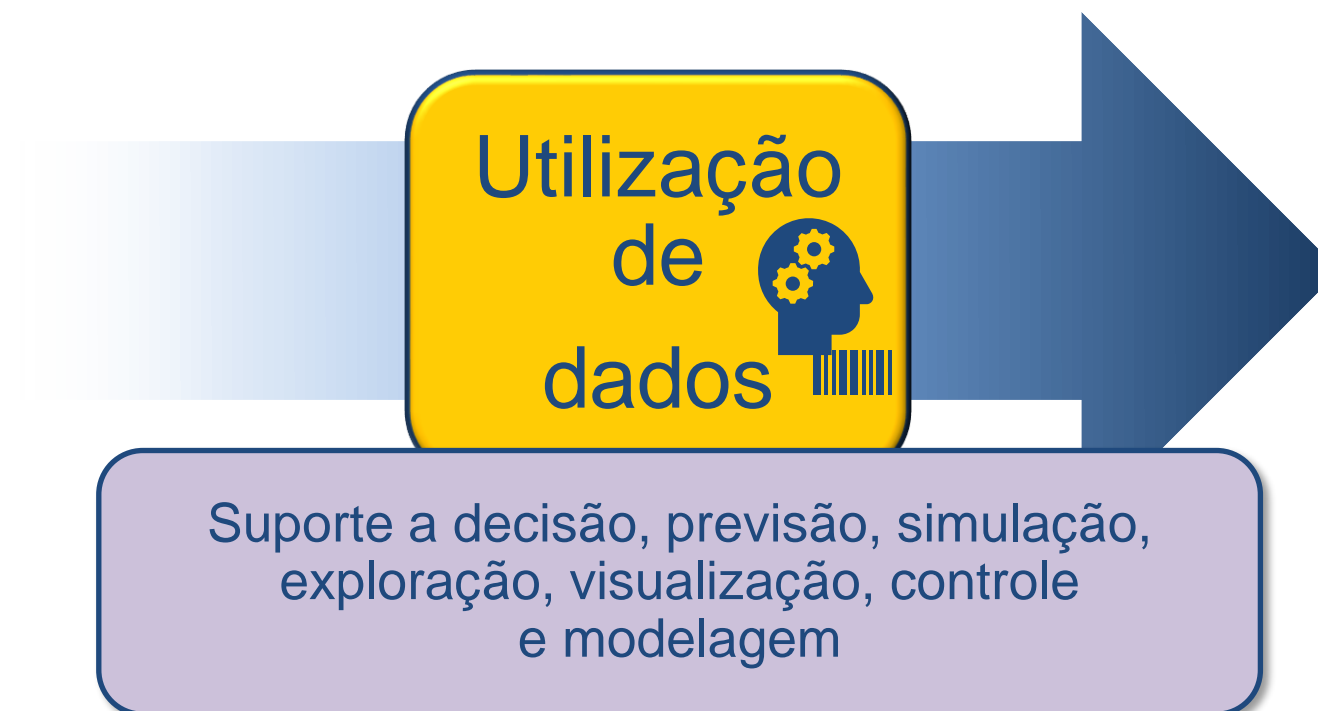 Utilização
de
dados
Suporte a decisão, previsão, simulação,
exploração, visualização, controle
e modelagem